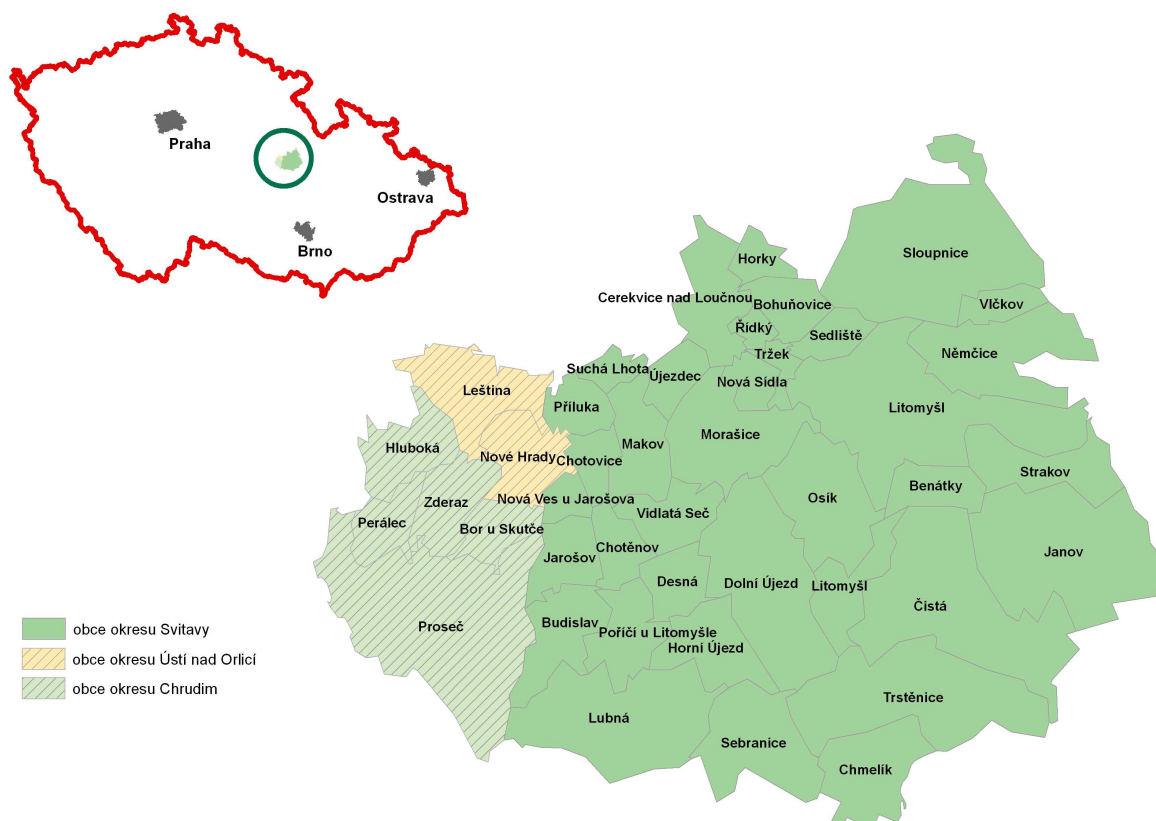 Praha
Ostrava
Brno
Sloupnice
Horky
Cerekvice nad Loučnou
Bohuňovice
Vlčkov
Řídký
Sedliště
Tržek
Němčice
Suchá Lhota
Újezdec
Nová Sídla
Leština
Příluka
Litomyšl
Morašice
Makov
Hluboká
Nové Hrady
Chotovice
Strakov
Benátky
Zderaz
Nová Ves u Jarošova
Osík
Vidlatá Seč
Perálec
Bor u Skutče
Chotěnov
Jarošov
Janov
Desná
Dolní Újezd
Litomyšl
Čistá
Proseč
Budislav
Poříčí u Litomyšle
Horní Újezd
Trstěnice
Lubná
Sebranice
Chmelík
obce okresu Svitavy
obce okresu Ústí nad Orlicí
obce okresu Chrudim